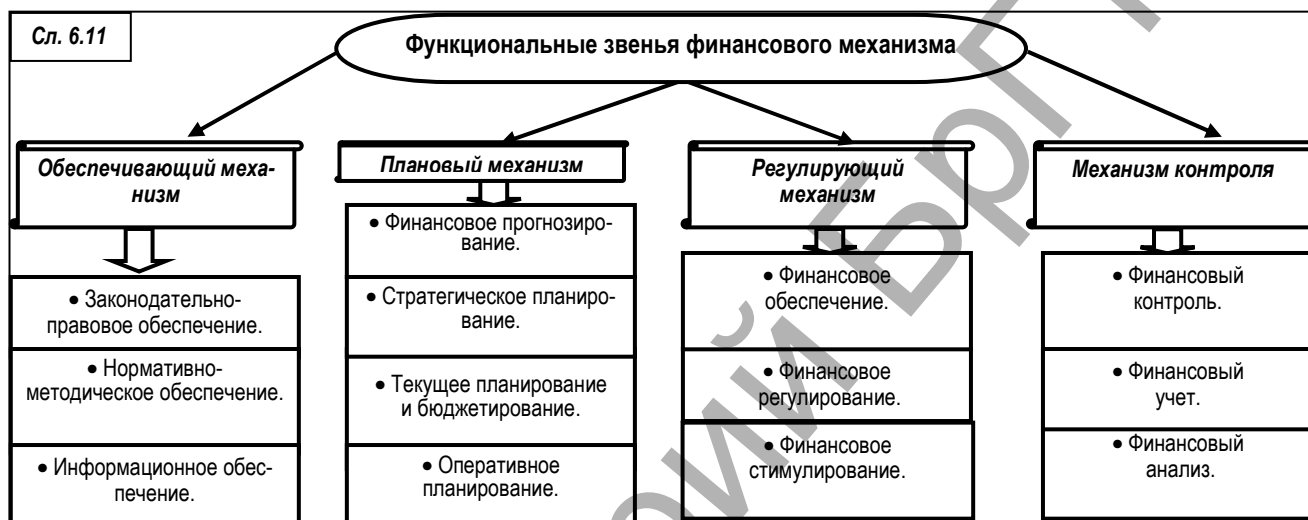 Сл. 6.11
Функциональные звенья финансового механизма
Обеспечивающий меха-
низм
• Законодательно-
правовое обеспечение.
• Нормативно-
методическое обеспечение.
• Информационное обес-
печение.
Плановый механизм
• Финансовое прогнозиро-
вание.
• Стратегическое планиро-
вание.
• Текущее планирование
и бюджетирование.
• Оперативное
планирование.
Регулирующий
механизм
• Финансовое
обеспечение.
• Финансовое
регулирование.
• Финансовое
стимулирование.
Механизм контроля
• Финансовый
контроль.
• Финансовый
учет.
• Финансовый
анализ.